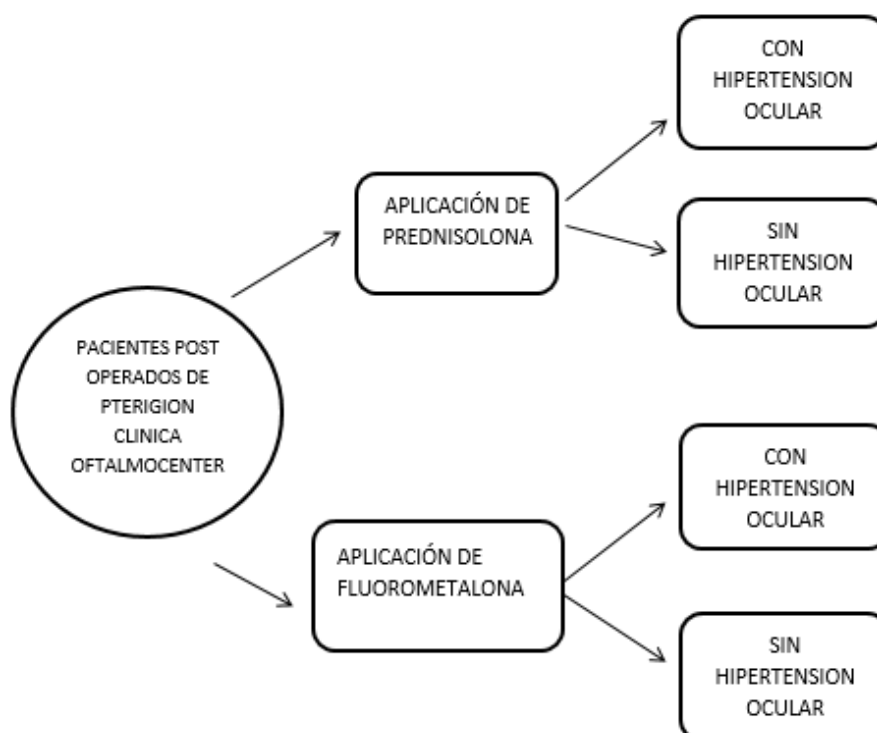 PACIENTES POST
OPERADOS DE
PTERIGION
CLINICA
OFTALMOCENTER
APLICACIÓN DE
PREDNISOLONA
CON
HIPERTENSION
OCULAR
SIN
HIPERTENSION
OCULAR
APLICACIÓN DE
FLUOROMETALONA
CON
HIPERTENSION
OCULAR
SIN
HIPERTENSION
OCULAR